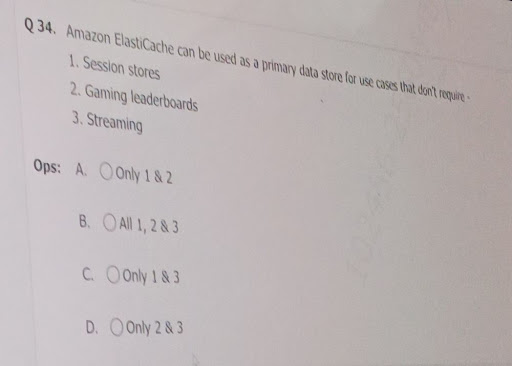 Q 34. Amazon ElastiCache can be used as a primary data store for use cases that don't require -
1. Session stores
2. Gaming leaderboards
3. Streaming
Ops: A. Only 1 & 2
B. All 1, 2 & 3
C. Only 1 & 3
D. Only 2 & 3